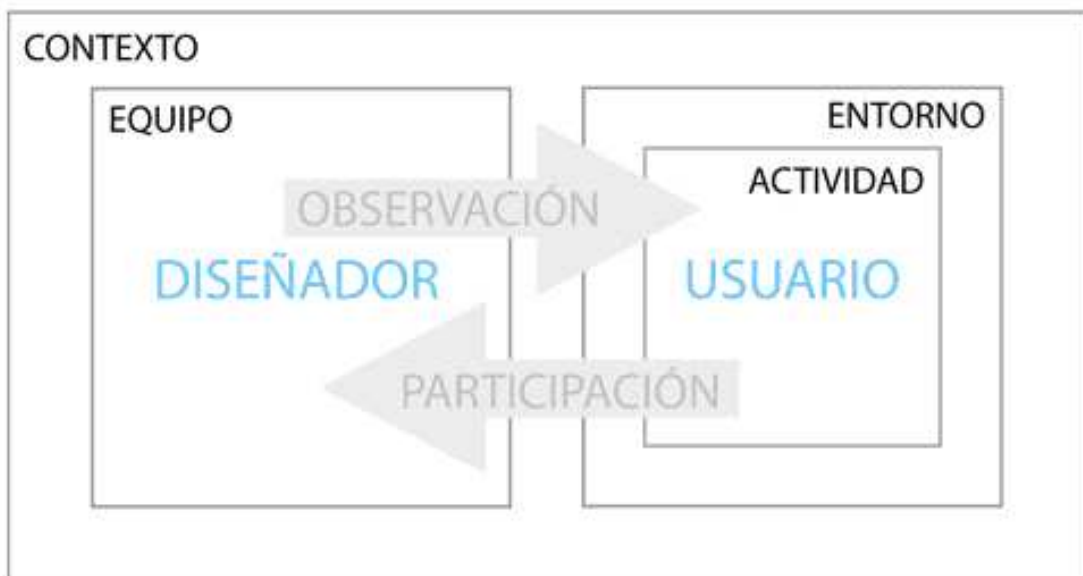 CONTEXTO
EQUIPO
ENTORNO
ACTIVIDAD
OBSERVACIÓN
DISEÑADOR
USUARIO
PARTICIPACIÓN